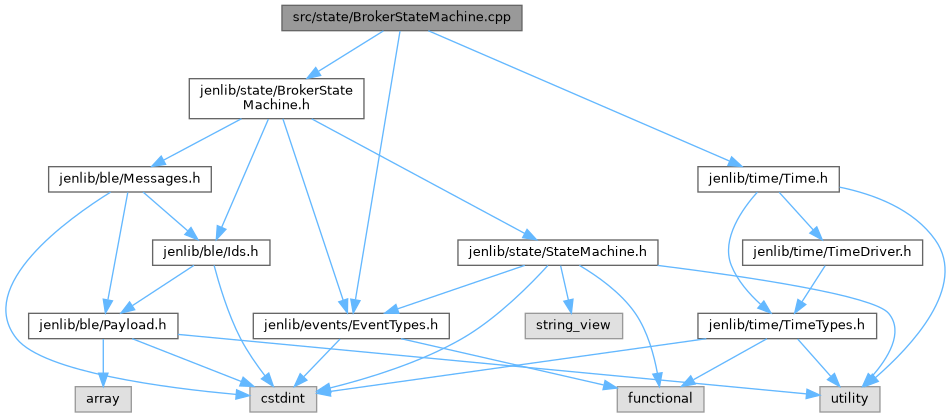 src/state/BrokerStateMachine.cpp
jenlib/state/BrokerState
Machine.h
jenlib/ble/Messages.h
jenlib/time/Time.h
jenlib/ble/Ids.h
jenlib/state/StateMachine.h
jenlib/time/TimeDriver.h
jenlib/ble/Payload.h
jenlib/events/EventTypes.h
string_view
jenlib/time/TimeTypes.h
array
cstdint
functional
utility